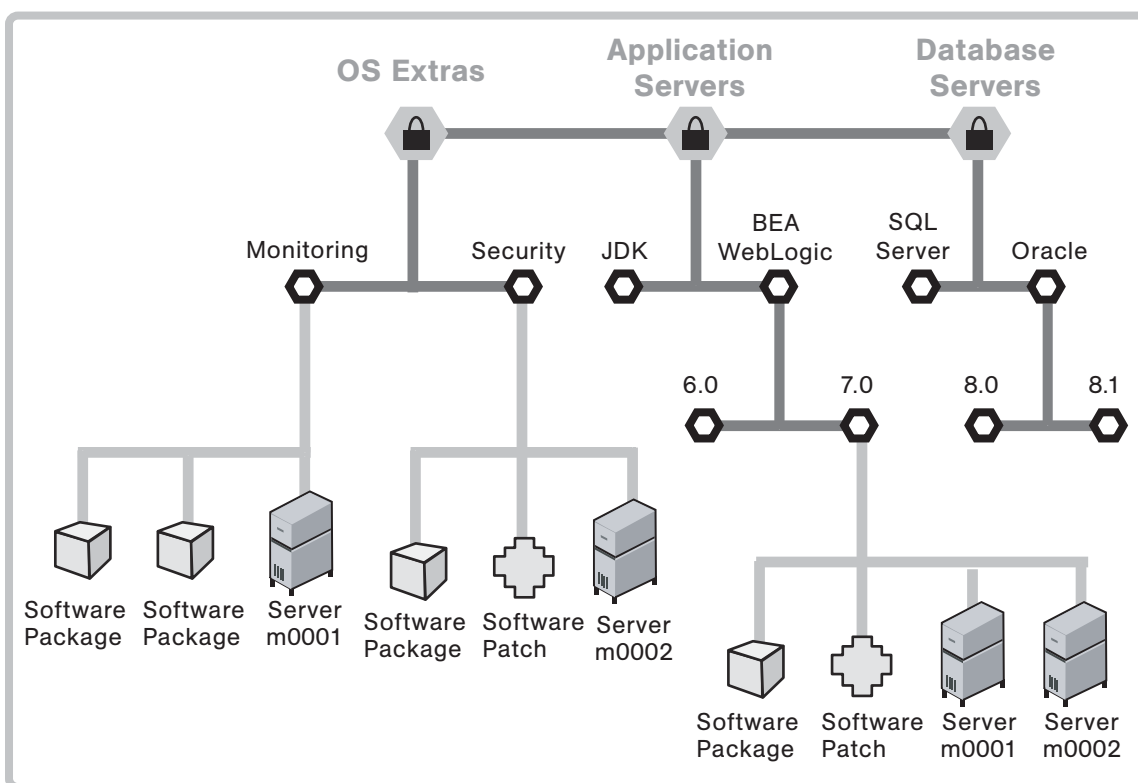 OS Extras
Application
Servers
Database
Servers
Monitoring
Security
JDK
BEA
WebLogic
SQL
Server
Oracle
6.0
7.0
8.0
8.1
Software
Package
Software
Package
Server
m0001
Software
Package
Software
Patch
Server
m0002
Software
Package
Software
Patch
Server
m0001
Server
m0002